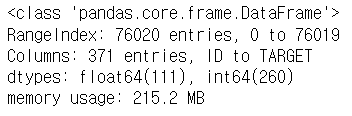 <class 'pandas.core.frame.DataFrame'>
RangeIndex: 76020 entries, 0 to 76019
Columns: 371 entries, ID to TARGET
dtypes: float64(111), int64(260)
memory usage: 215.2 MB